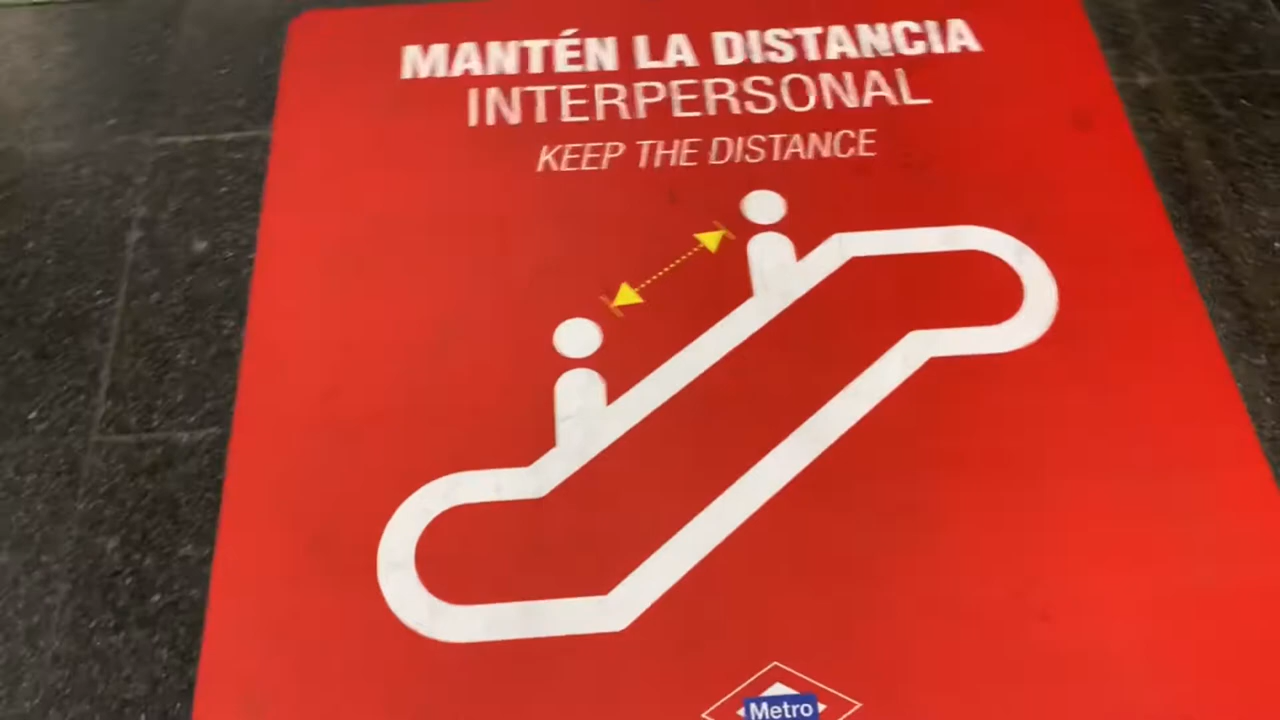 MANTÉN LA DISTANCIA
INTERPERSONAL
KEEP THE DISTANCE
Metro